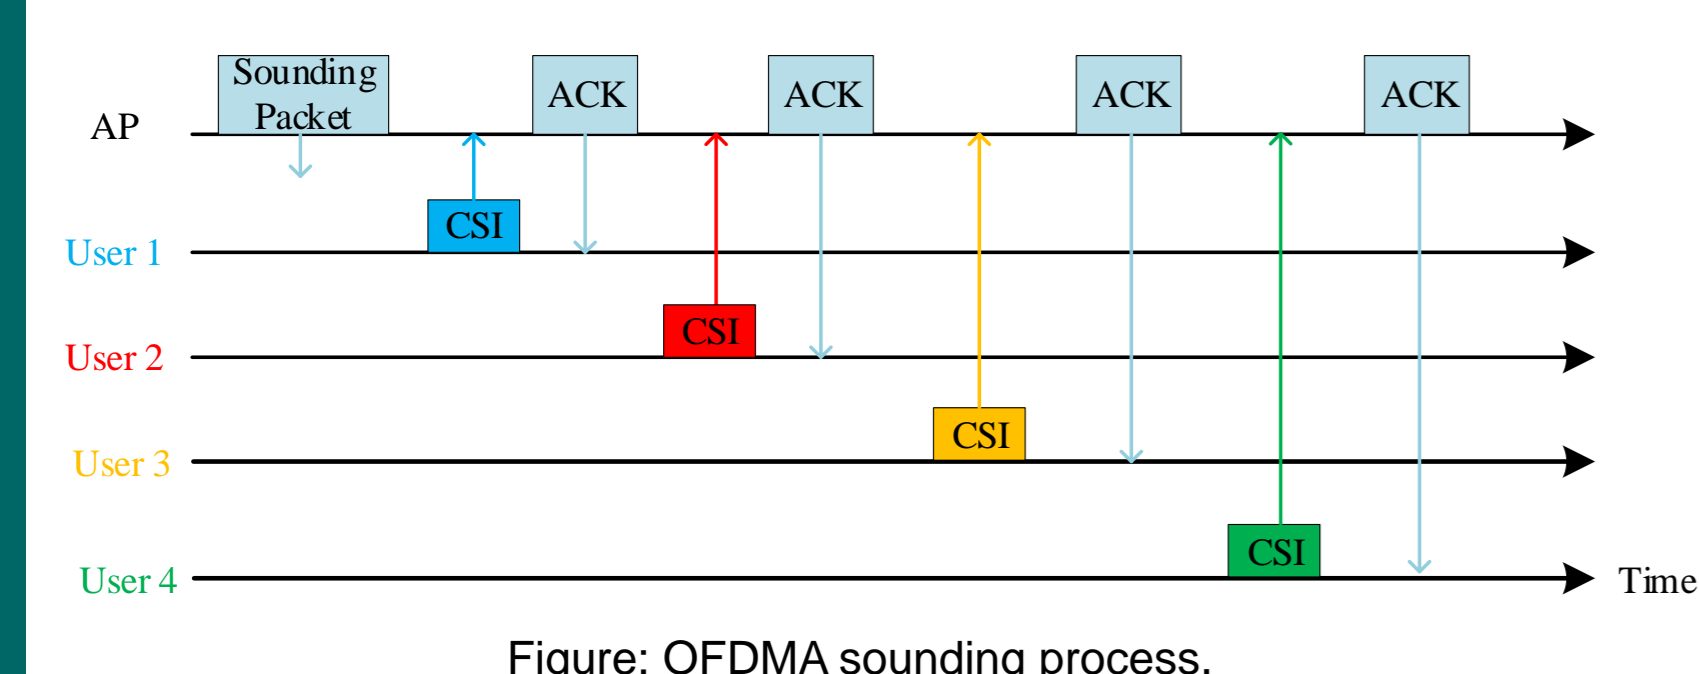 Sounding
Packet
ACK
ACK
ACK
ACK
AP
CSI
User 1
CSI
User 2
CSI
User 3
CSI
User 4
Time
Figure: OFDMA sounding process.